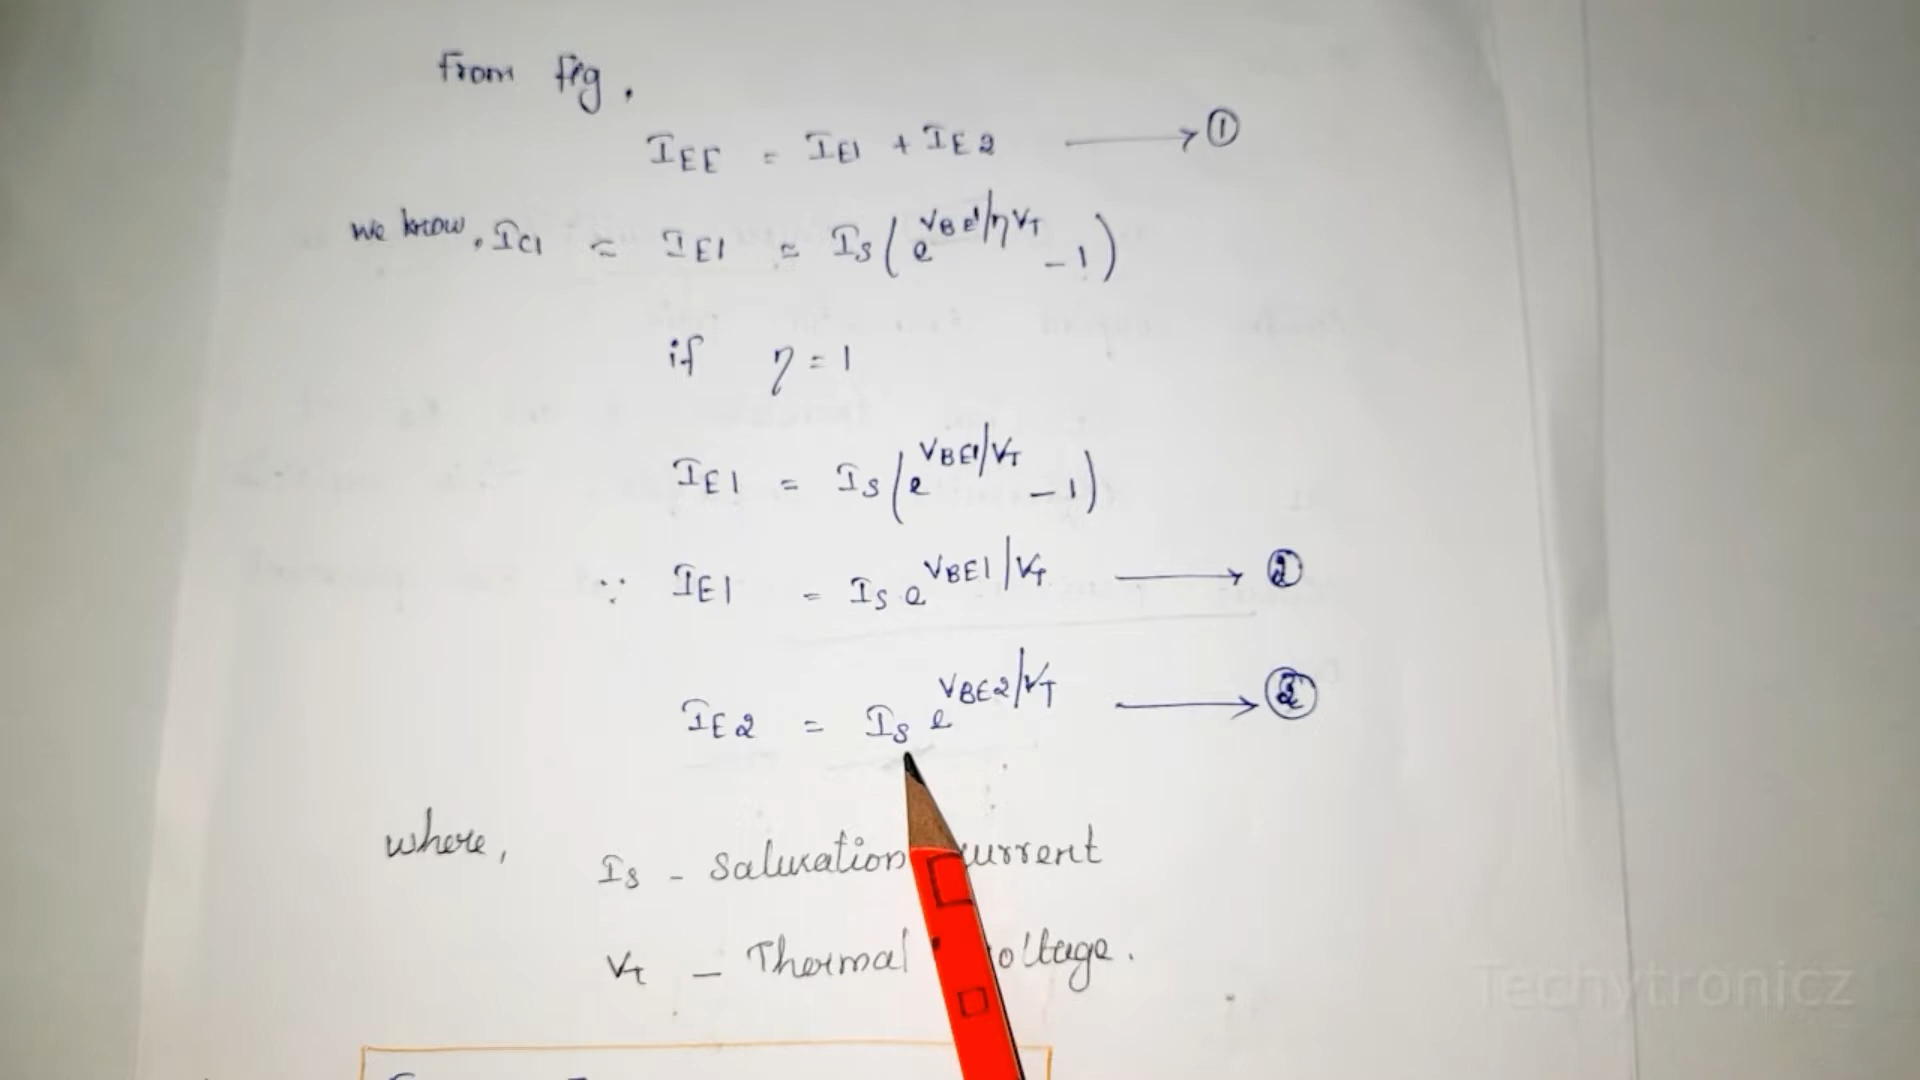 From fig.
IEE = IE1 + IE2 ⟶ ①
we know, IC1 ≈ IE1 = IS(e^VBE1/ηVT - 1)
if η = 1
IE1 = IS(e^VBE1/VT - 1)
∵ IE1 = IS e^VBE1/VT ⟶ ②
IE2 = IS e^VBE2/VT ⟶
where,
IS - Saturation current
VT - Thermal voltage.
Techytronicz